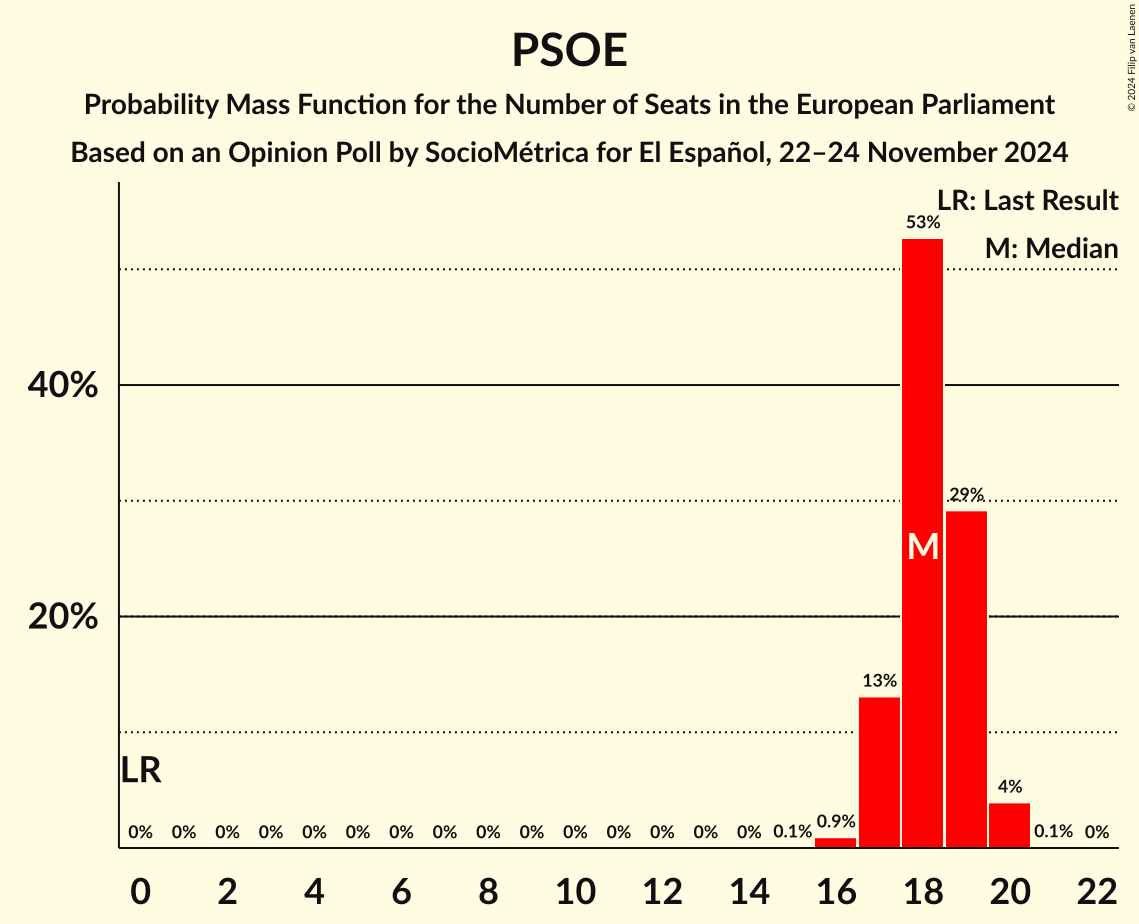 PSOE
Probability Mass Function for the Number of Seats in the European Parliament
Based on an Opinion Poll by SocioMétrica for El Español, 22–24 November 2024
© 2024 Filip van Laenen
LR: Last Result
M: Median
53%
40%
29%
M
20%
13%
LR
4%
0% 0% 0% 0% 0% 0% 0% 0% 0% 0% 0% 0% 0% 0% 0% 0.1% 0.9% 0.1% 0%
0 2 4 6 8 10 12 14 16 18 20 22